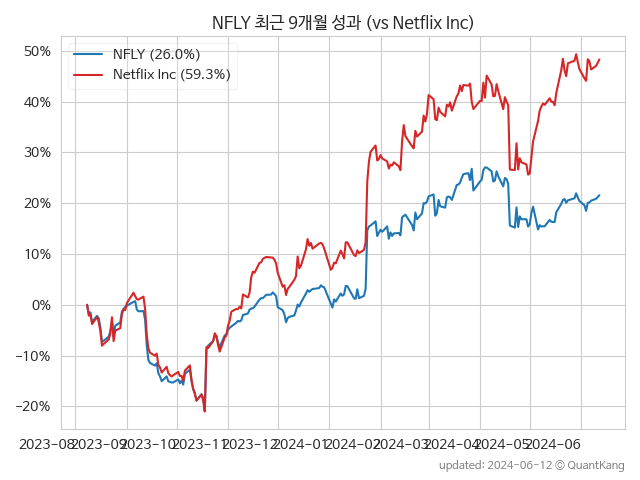 NFLY 최근 9개월 성과 (vs Netflix Inc)
NFLY (26.0%)
Netflix Inc (59.3%)
50%
40%
30%
20%
10%
0%
−10%
−20%
2023−08 2023−09 2023−10 2023−11 2023−12 2024−01 2024−02 2024−03 2024−04 2024−05 2024−06
updated: 2024-06-12 © QuantKang